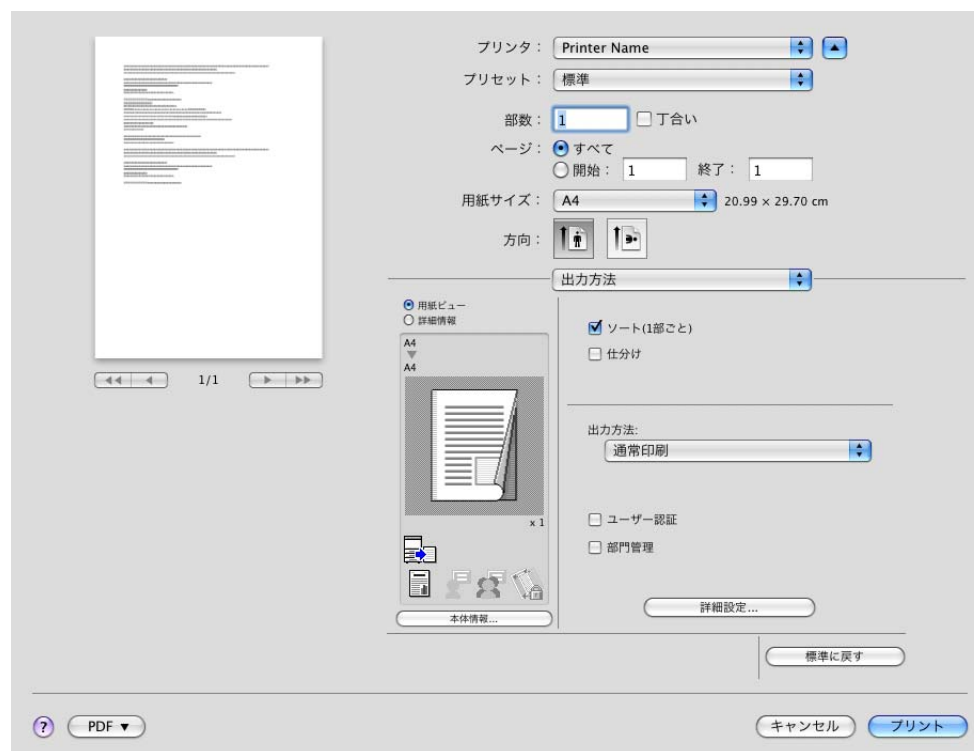 プリンタ： Printer Name
プリセット： 標準
部数： 1 丁合い
ページ： すべて
開始： 1 終了： 1
用紙サイズ： A4 20.99 × 29.70 cm
方向：
出力方法
1/1
用紙ビュー
詳細情報
A4
A4
x 1
本体情報...
ソート(1部ごと)
仕分け
出力方法:
通常印刷
ユーザー認証
部門管理
詳細設定...
標準に戻す
? PDF ▼ キャンセル プリント